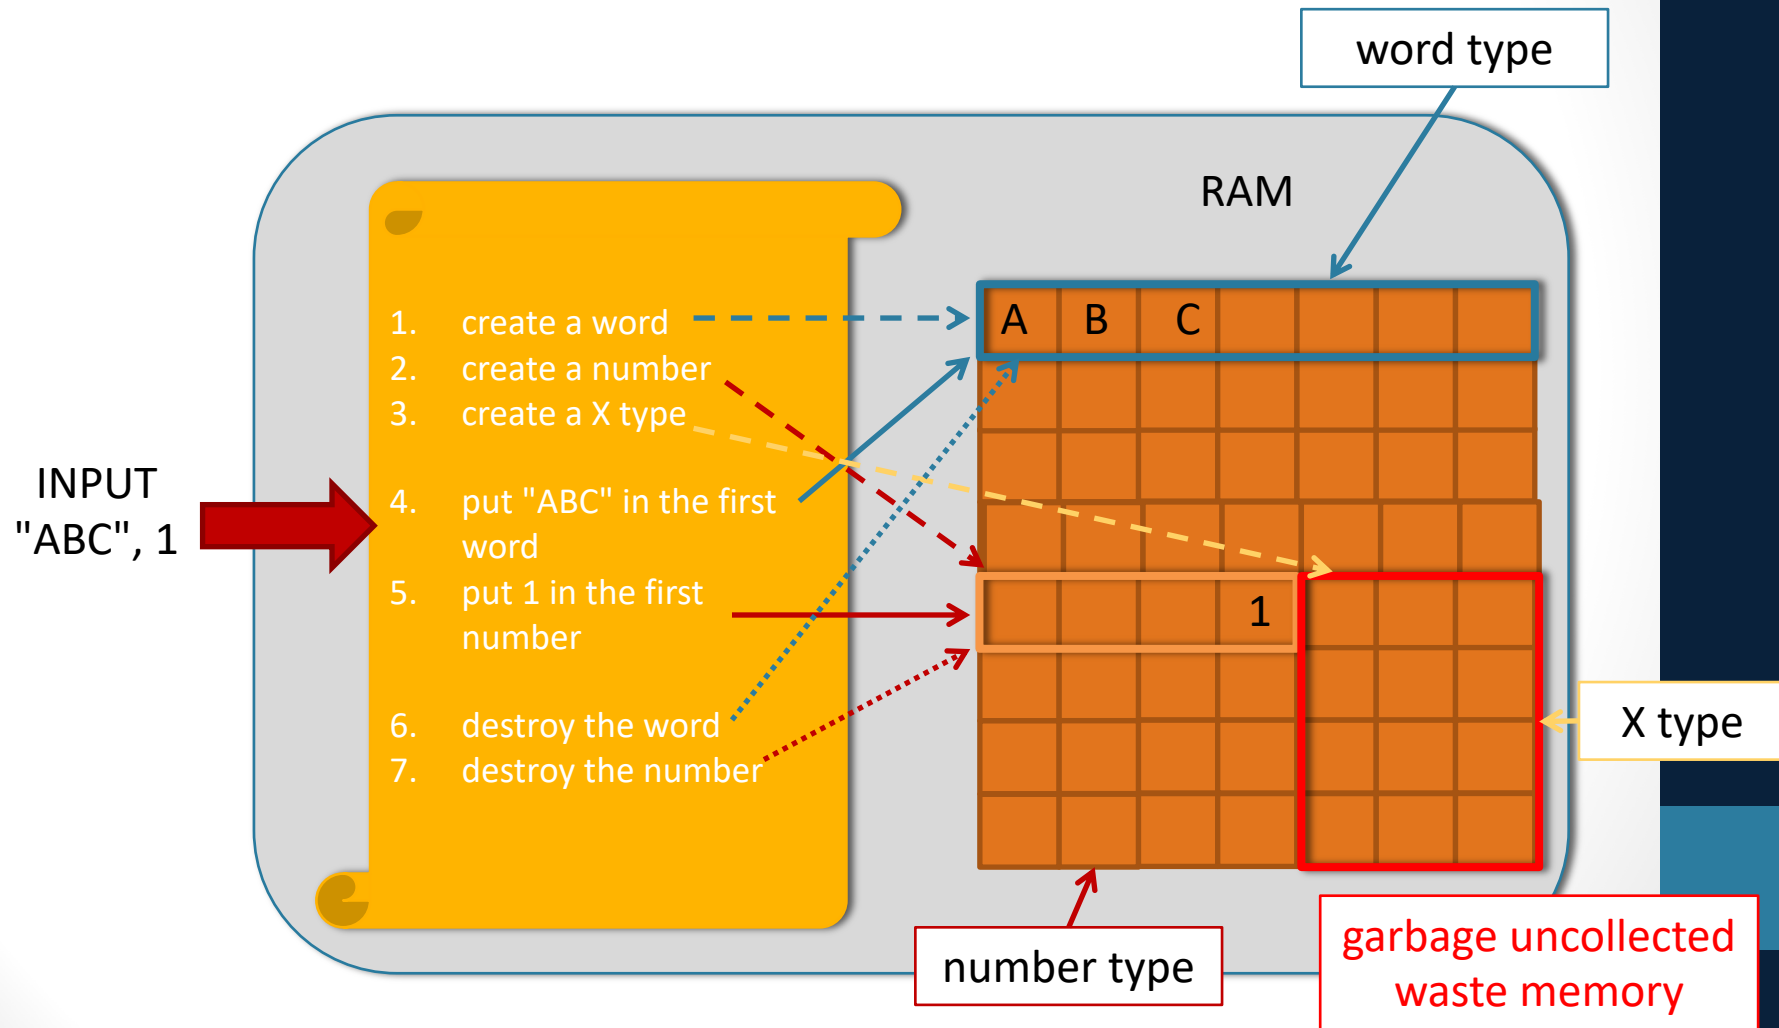 word type
RAM
1. create a word
2. create a number
3. create a X type
4. put "ABC" in the first
word
5. put 1 in the first
number
6. destroy the word
7. destroy the number
INPUT
"ABC", 1
A B C
1
X type
number type
garbage uncollected
waste memory